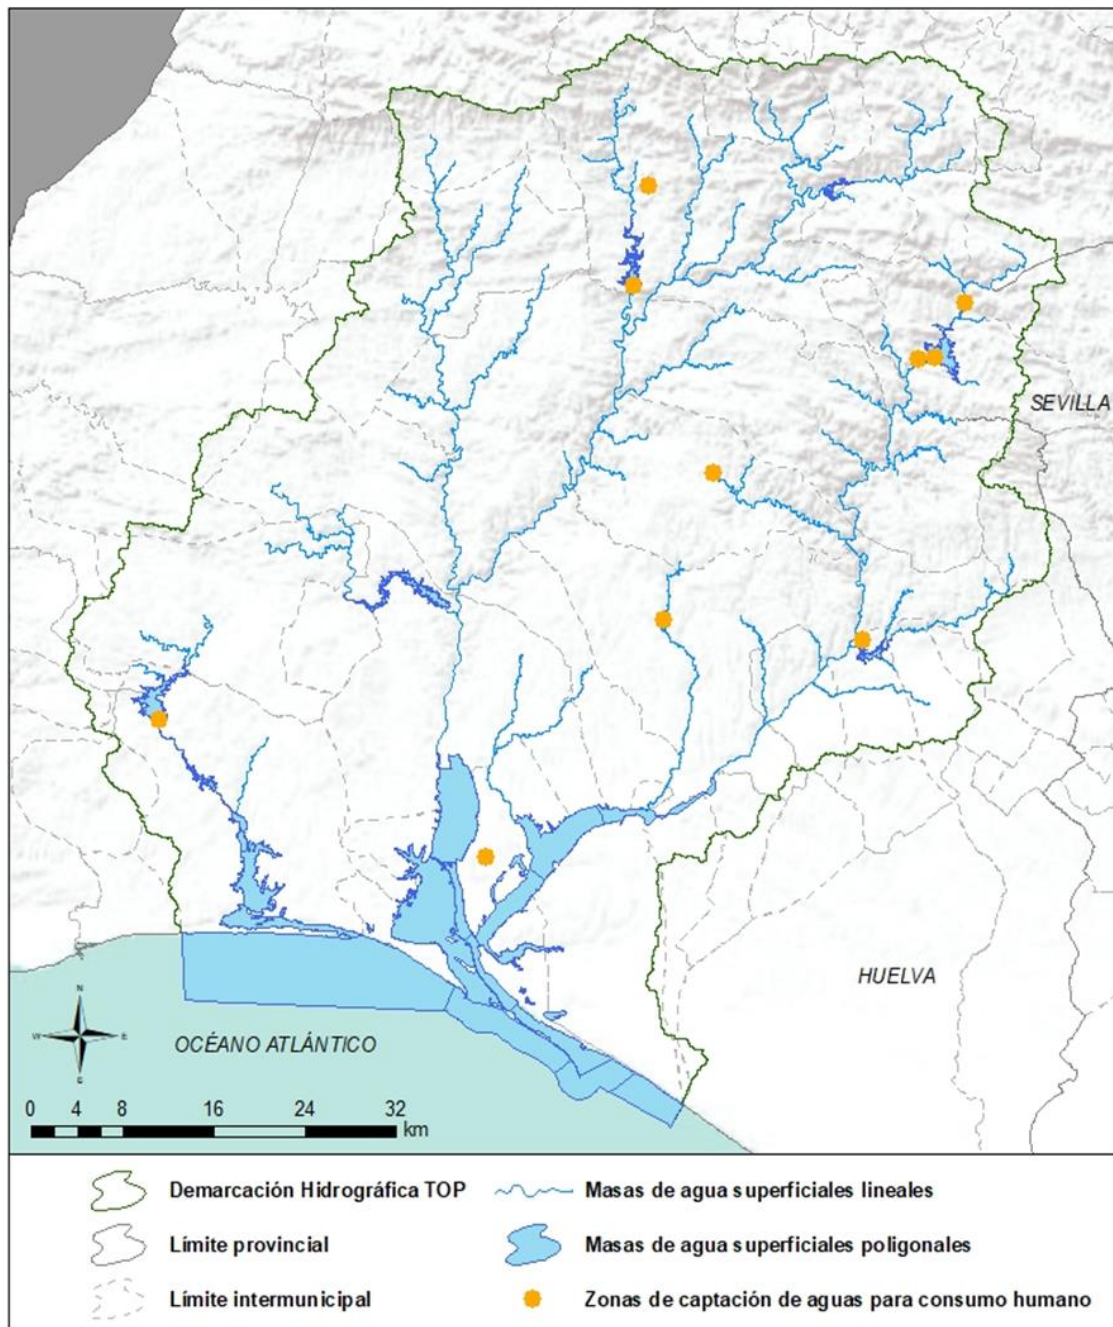 SEVILLA
HUELVA
N
W E
S
OCÉANO ATLÁNTICO
0 4 8 16 24 32
km
Demarcación Hidrográfica TOP
Masas de agua superficiales lineales
Límite provincial
Masas de agua superficiales poligonales
Límite intermunicipal
Zonas de captación de aguas para consumo humano